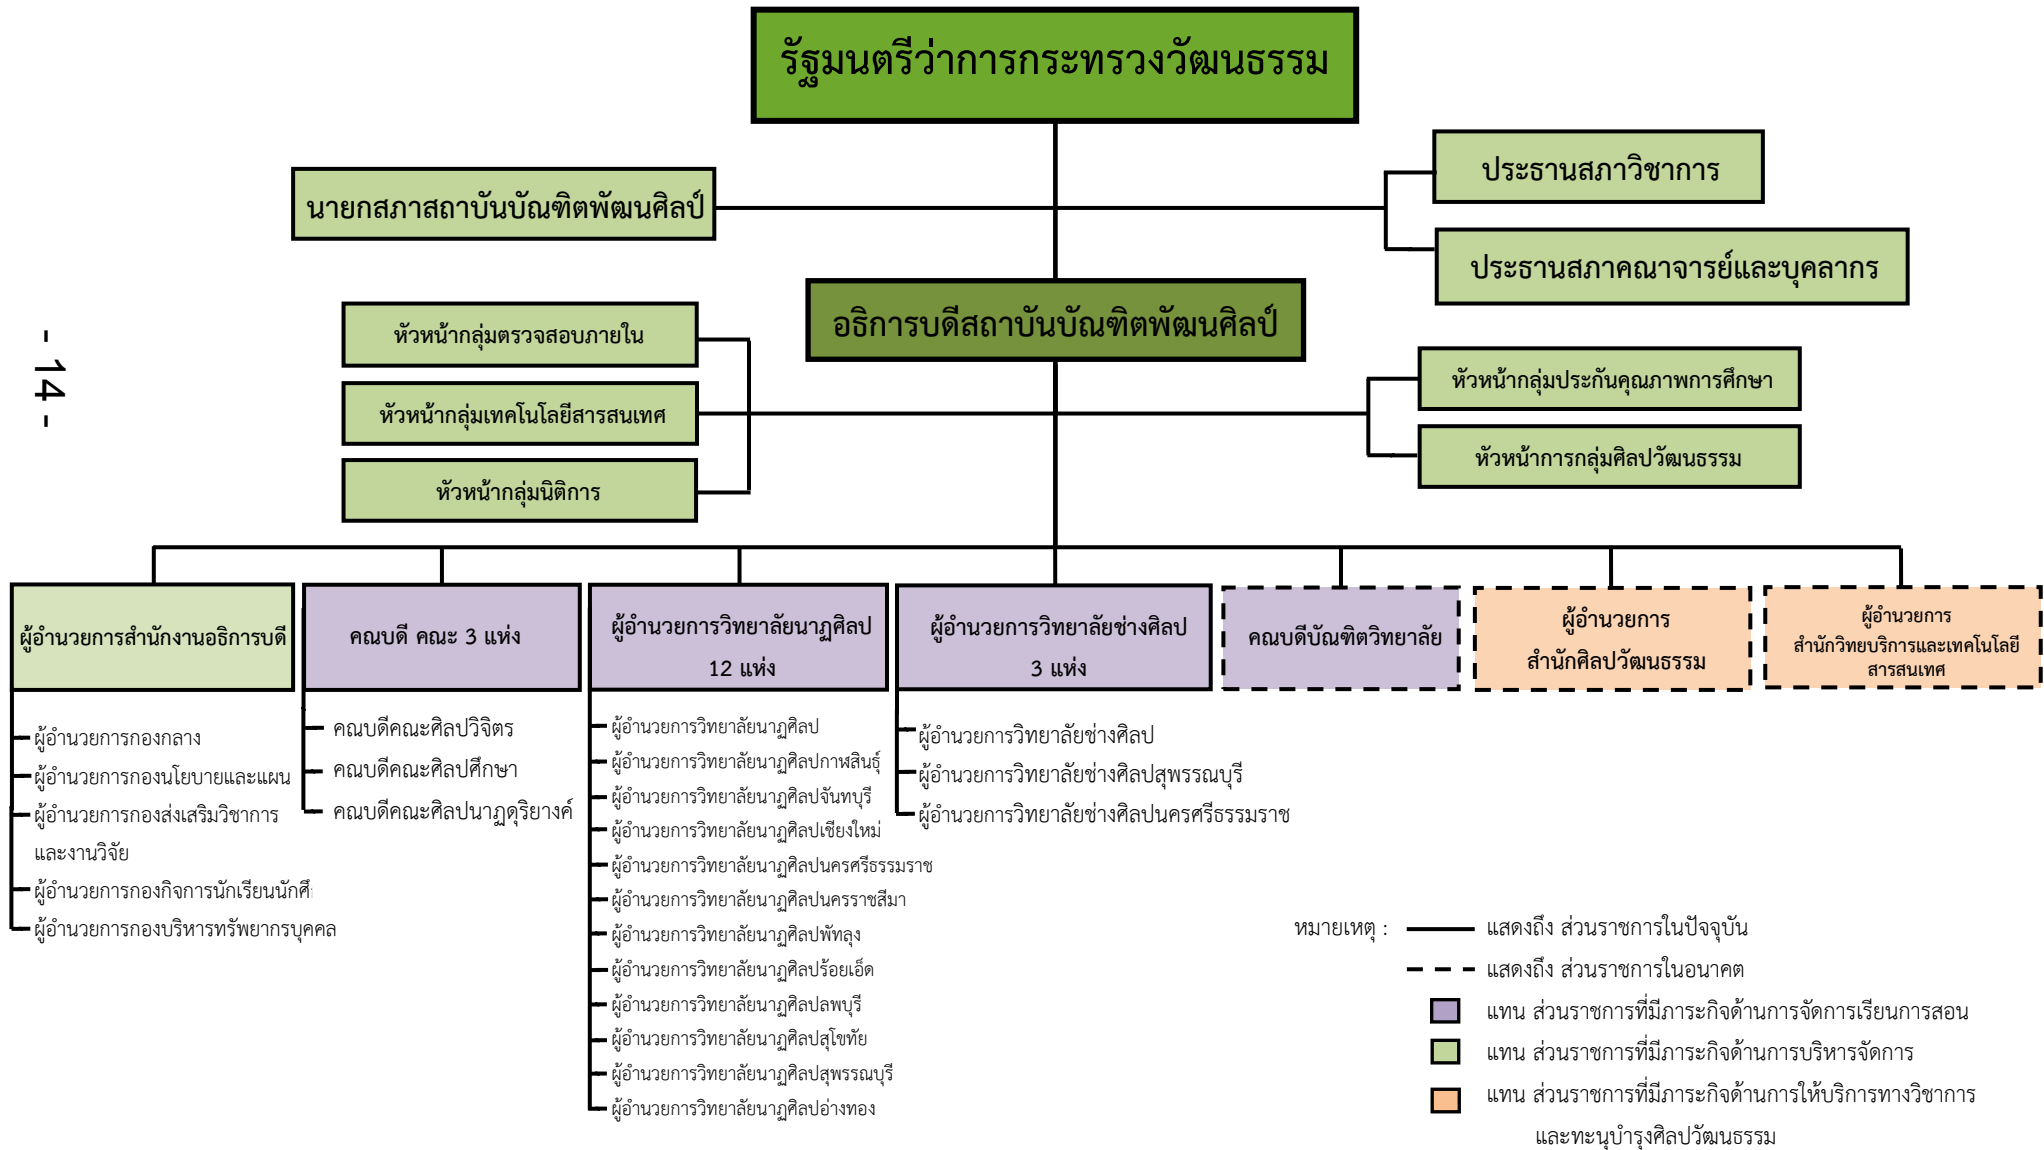 รัฐมนตรีว่าการกระทรวงวัฒนธรรม
นายกสภาสถาบันบัณฑิตพัฒนศิลป์
ประธานสภาวิชาการ
ประธานสภาคณาจารย์และบุคลากร
อธิการบดีสถาบันบัณฑิตพัฒนศิลป์
หัวหน้ากลุ่มตรวจสอบภายใน
หัวหน้ากลุ่มเทคโนโลยีสารสนเทศ
หัวหน้ากลุ่มนิติการ
หัวหน้ากลุ่มประกันคุณภาพการศึกษา
หัวหน้าการกลุ่มศิลปวัฒนธรรม
- 14 -
ผู้อำนวยการสำนักงานอธิการบดี
ผู้อำนวยการกองกลาง
ผู้อำนวยการกองนโยบายและแผน
ผู้อำนวยการกองส่งเสริมวิชาการ
และงานวิจัย
ผู้อำนวยการกองกิจการนักเรียนนักศึ
ผู้อำนวยการกองบริหารทรัพยากรบุคคล
คณบดี คณะ 3 แห่ง
คณบดีคณะศิลปวิจิตร
คณบดีคณะศิลปศึกษา
คณบดีคณะศิลปนาฏดุริยางค์
ผู้อำนวยการวิทยาลัยนาฏศิลป
12 แห่ง
ผู้อำนวยการวิทยาลัยนาฏศิลป
ผู้อำนวยการวิทยาลัยนาฏศิลปกาฬสินธุ์
ผู้อำนวยการวิทยาลัยนาฏศิลปจันทบุรี
ผู้อำนวยการวิทยาลัยนาฏศิลปเชียงใหม่
ผู้อำนวยการวิทยาลัยนาฏศิลปนครศรีธรรมราช
ผู้อำนวยการวิทยาลัยนาฏศิลปนครราชสีมา
ผู้อำนวยการวิทยาลัยนาฏศิลปพัทลุง
ผู้อำนวยการวิทยาลัยนาฏศิลปร้อยเอ็ด
ผู้อำนวยการวิทยาลัยนาฏศิลปลพบุรี
ผู้อำนวยการวิทยาลัยนาฏศิลปสุโขทัย
ผู้อำนวยการวิทยาลัยนาฏศิลปสุพรรณบุรี
ผู้อำนวยการวิทยาลัยนาฏศิลปอ่างทอง
ผู้อำนวยการวิทยาลัยช่างศิลป
3 แห่ง
ผู้อำนวยการวิทยาลัยช่างศิลป
ผู้อำนวยการวิทยาลัยช่างศิลปสุพรรณบุรี
ผู้อำนวยการวิทยาลัยช่างศิลปนครศรีธรรมราช
คณบดีบัณฑิตวิทยาลัย
ผู้อำนวยการ
สำนักศิลปวัฒนธรรม
ผู้อำนวยการ
สำนักวิทยบริการและเทคโนโลยี
สารสนเทศ
หมายเหตุ : แสดงถึง ส่วนราชการในปัจจุบัน
แสดงถึง ส่วนราชการในอนาคต
แทน ส่วนราชการที่มีภาระกิจด้านการจัดการเรียนการสอน
แทน ส่วนราชการที่มีภาระกิจด้านการบริหารจัดการ
แทน ส่วนราชการที่มีภาระกิจด้านการให้บริการทางวิชาการ
และทะนุบำรุงศิลปวัฒนธรรม